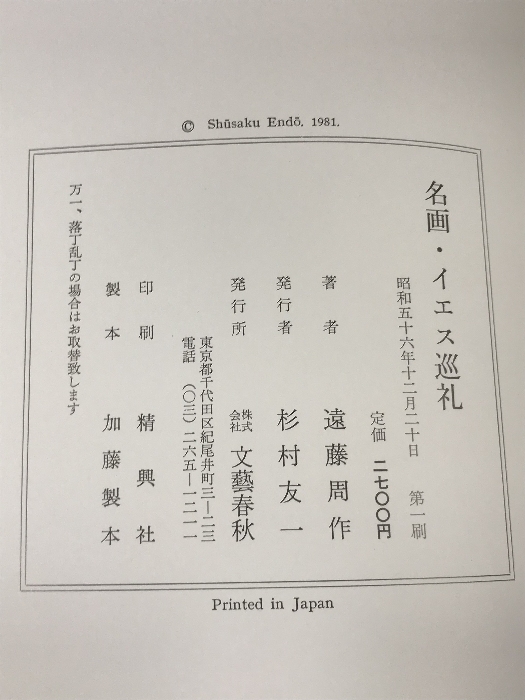 © Shūsaku Endō. 1981.
名画・イエス巡礼
昭和五十六年十二月二十日 第一刷
定価 二七〇〇円
著者 遠藤周作
発行者 杉村友一
発行所 株式会社 文藝春秋
東京都千代田区紀尾井町三—二三
電話（〇三）二六五—一二一一
印刷 精興社
製本 加藤製本
万一、落丁乱丁の場合はお取替致します
Printed in Japan